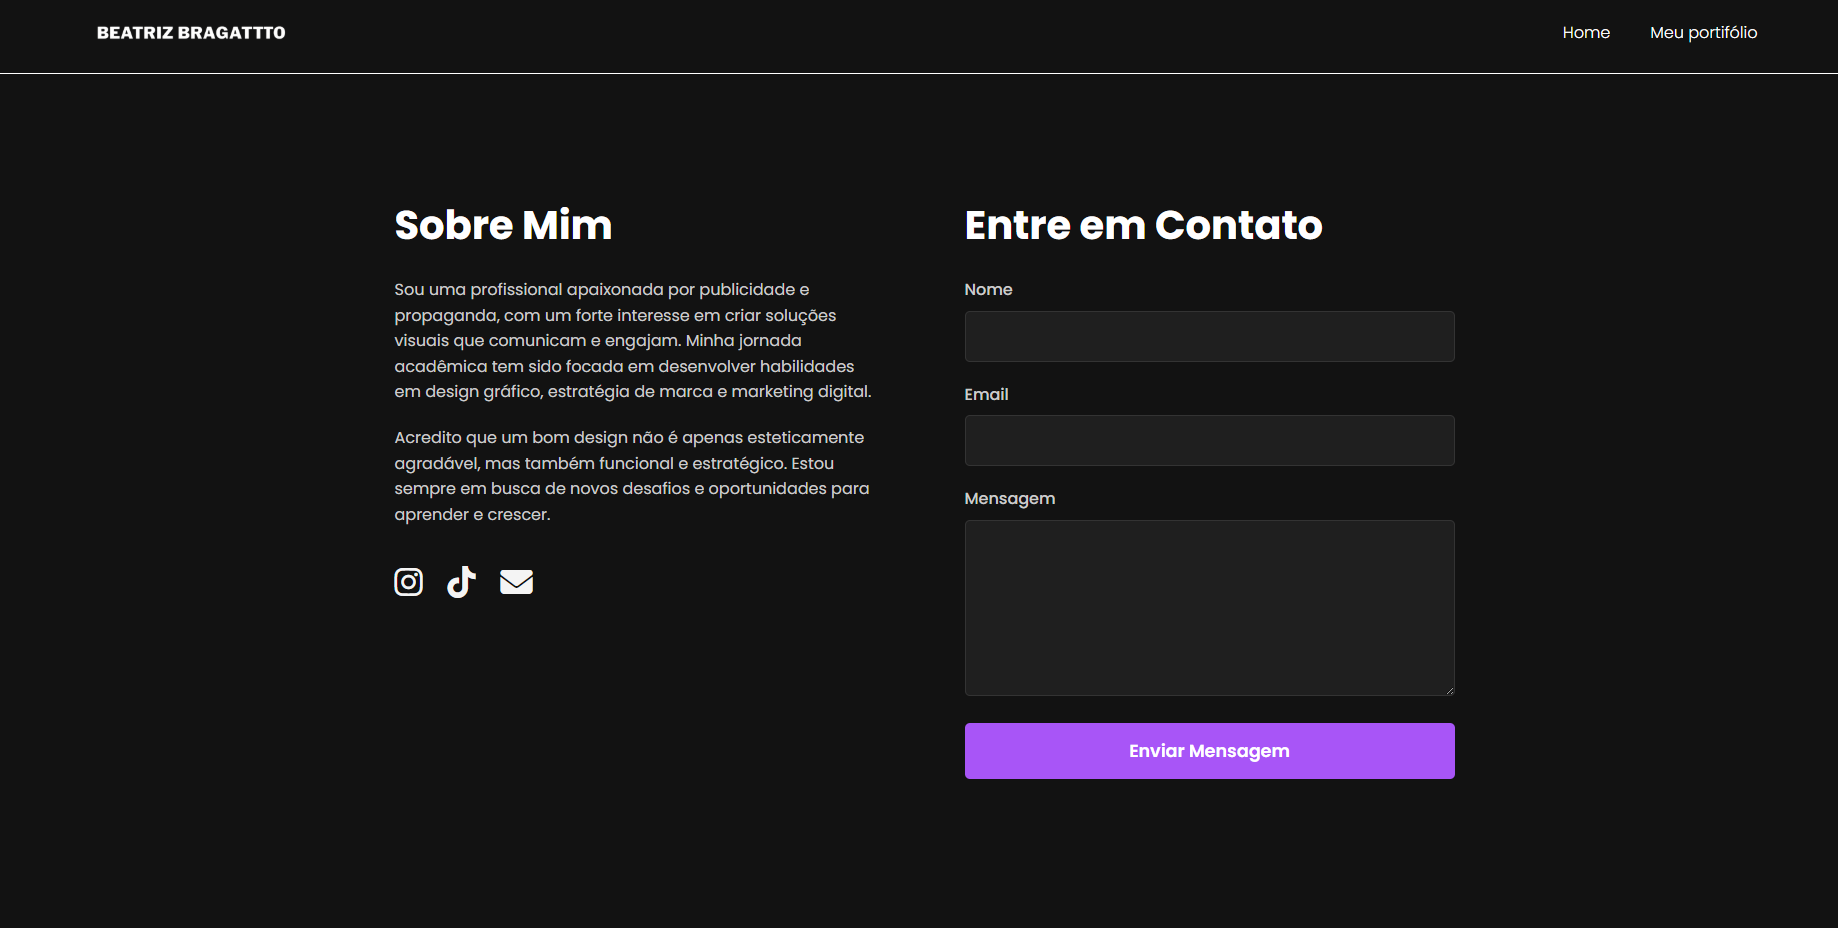 BEATRIZ BRAGATTTO
Home
Meu portifólio
Sobre Mim
Sou uma profissional apaixonada por publicidade e
propaganda, com um forte interesse em criar soluções
visuais que comunicam e engajam. Minha jornada
acadêmica tem sido focada em desenvolver habilidades
em design gráfico, estratégia de marca e marketing digital.
Acredito que um bom design não é apenas esteticamente
agradável, mas também funcional e estratégico. Estou
sempre em busca de novos desafios e oportunidades para
aprender e crescer.
Entre em Contato
Nome
Email
Mensagem
Enviar Mensagem